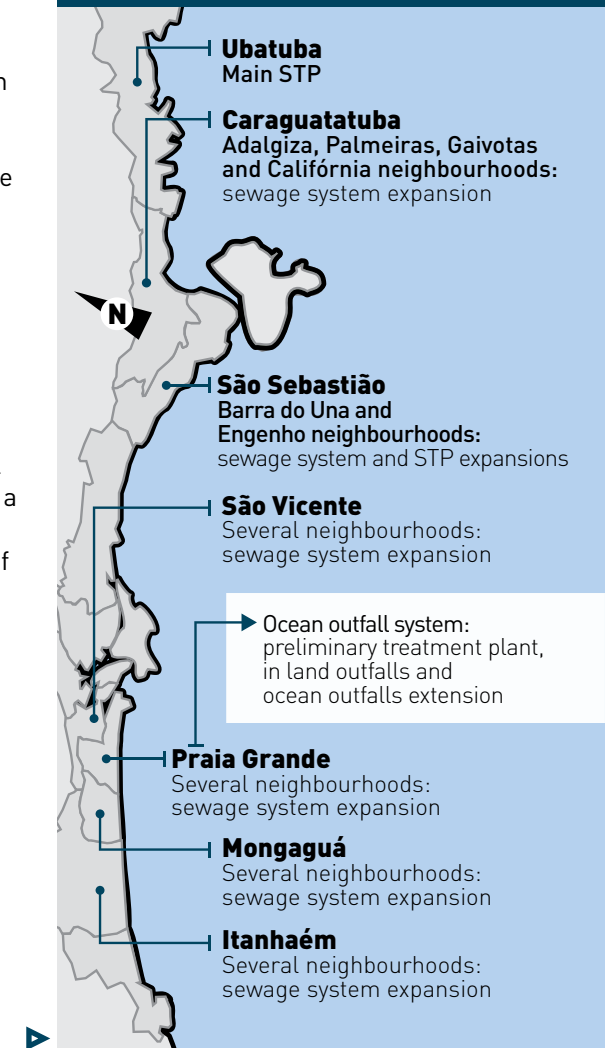 n
e
a
f
Ubatuba
Main STP
Caraguatatuba
Adalgiza, Palmeiras, Gaivotas
and Califórnia neighbourhoods:
sewage system expansion
N
São Sebastião
Barra do Una and
Engenho neighbourhoods:
sewage system and STP expansions
São Vicente
Several neighbourhoods:
sewage system expansion
Ocean outfall system:
preliminary treatment plant,
in land outfalls and
ocean outfalls extension
Praia Grande
Several neighbourhoods:
sewage system expansion
Mongaguá
Several neighbourhoods:
sewage system expansion
Itanhaém
Several neighbourhoods:
sewage system expansion